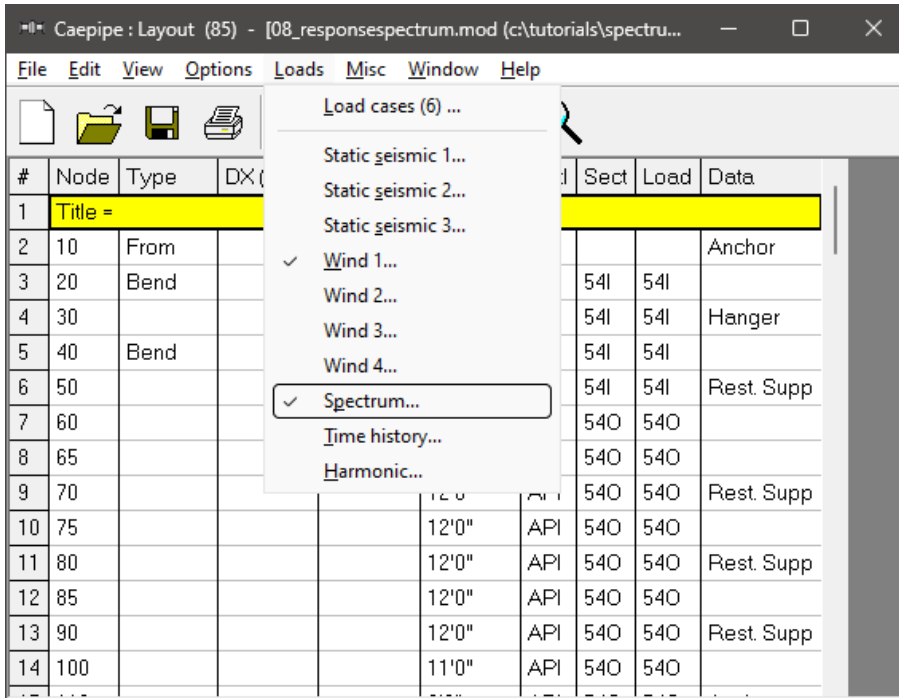 Caepipe : Layout (85) - [08_responsespectrum.mod (c:\tutorials\spectru...
File Edit View Options Loads Misc Window Help
Load cases (6) ...
Static seismic 1...
Static seismic 2...
Static seismic 3...
Wind 1...
Wind 2...
Wind 3...
Wind 4...
Spectrum...
Time history...
Harmonic...
# Node Type DX ( Sect Load Data
1 Title =
2 10 From Anchor
3 20 Bend 54I 54I
4 30 54I 54I Hanger
5 40 Bend 54I 54I
6 50 54I 54I Rest. Supp
7 60 54O 54O
8 65 54O 54O
9 70 12'0" API 54O 54O Rest. Supp
10 75 12'0" API 54O 54O
11 80 12'0" API 54O 54O Rest. Supp
12 85 12'0" API 54O 54O
13 90 12'0" API 54O 54O Rest. Supp
14 100 11'0" API 54O 54O